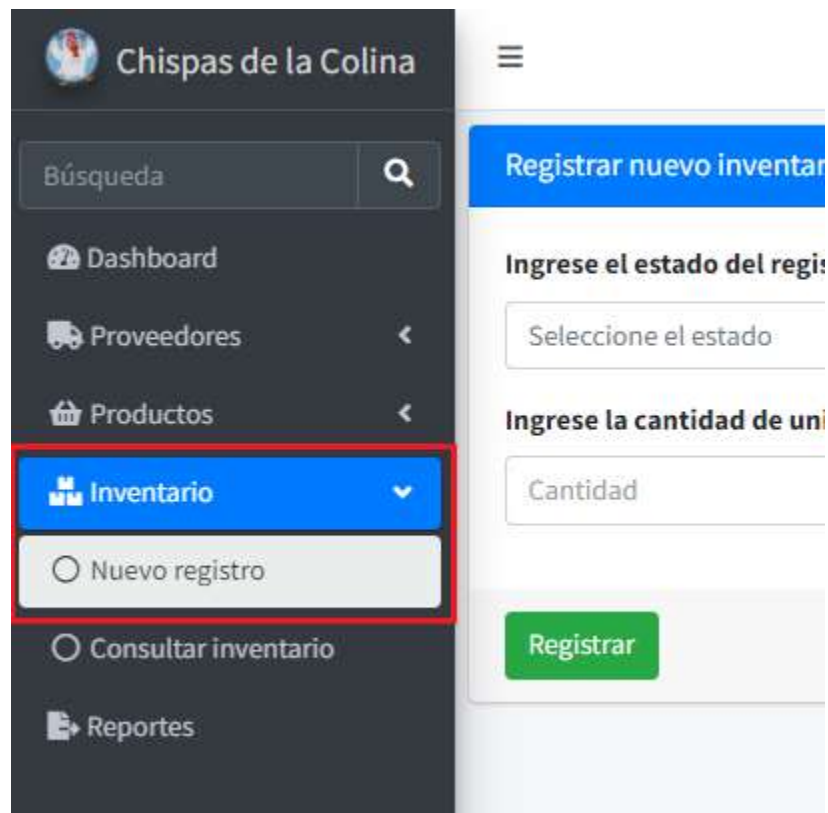 Chispas de la Colina
Búsqueda
Dashboard
Proveedores
Productos
Inventario
Nuevo registro
Consultar inventario
Reportes
Registrar nuevo inventar
Ingrese el estado del regis
Seleccione el estado
Ingrese la cantidad de uni
Cantidad
Registrar